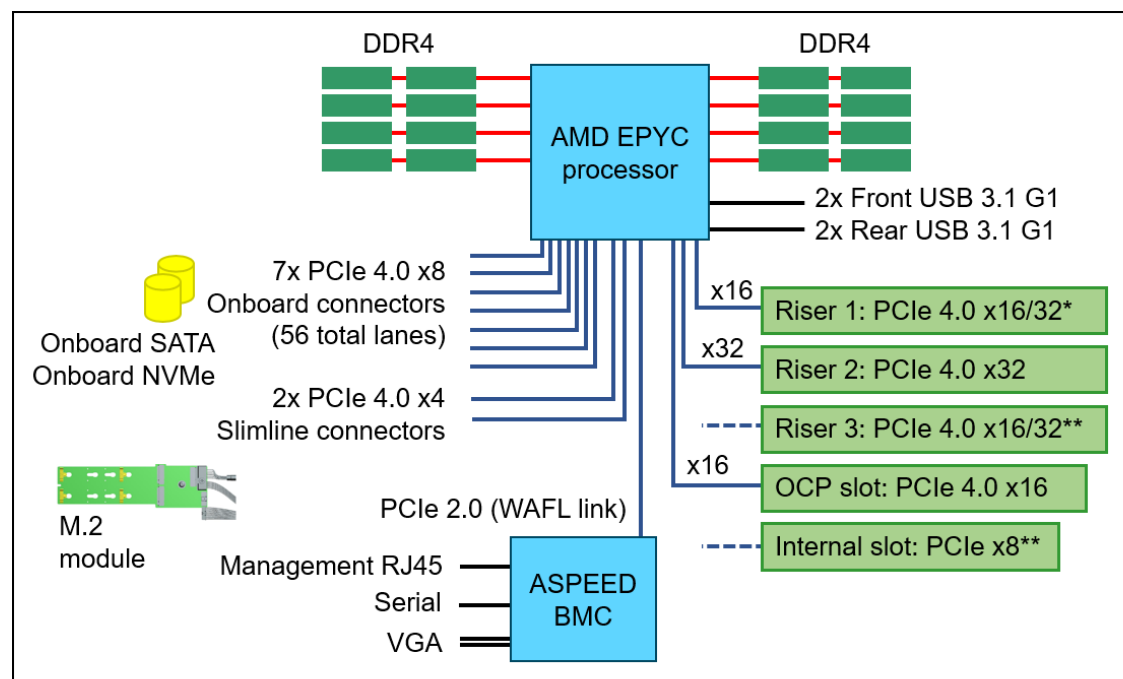 DDR4
DDR4
AMD EPYC
processor
2x Front USB 3.1 G1
2x Rear USB 3.1 G1
7x PCIe 4.0 x8
Onboard connectors
(56 total lanes)
Onboard SATA
Onboard NVMe
2x PCIe 4.0 x4
Slimline connectors
x16
Riser 1: PCIe 4.0 x16/32*
x32
Riser 2: PCIe 4.0 x32
Riser 3: PCIe 4.0 x16/32**
x16
OCP slot: PCIe 4.0 x16
Internal slot: PCIe x8**
M.2
module
PCIe 2.0 (WAFL link)
Management RJ45
Serial
VGA
ASPEED
BMC